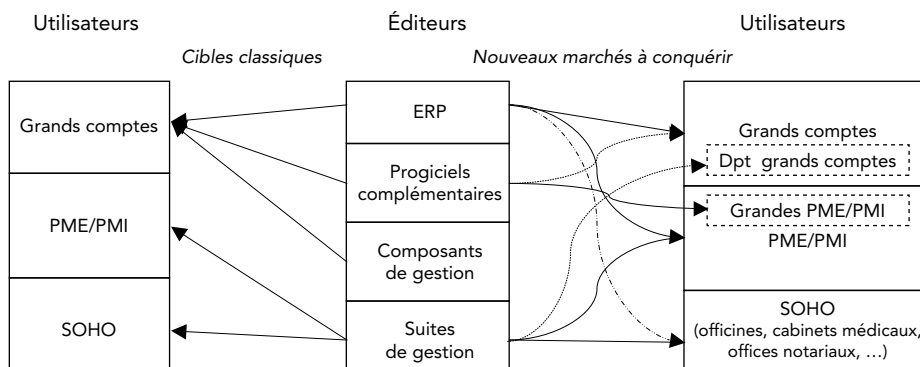 Utilisateurs
Éditeurs
Utilisateurs
Cibles classiques
Nouveaux marchés à conquérir
Grands comptes
PME/PMI
SOHO
ERP
Progiciels
complémentaires
Composants
de gestion
Suites
de gestion
Grands comptes
Dpt grands comptes
Grandes PME/PMI
PME/PMI
SOHO
(officines, cabinets médicaux,
offices notariaux, …)